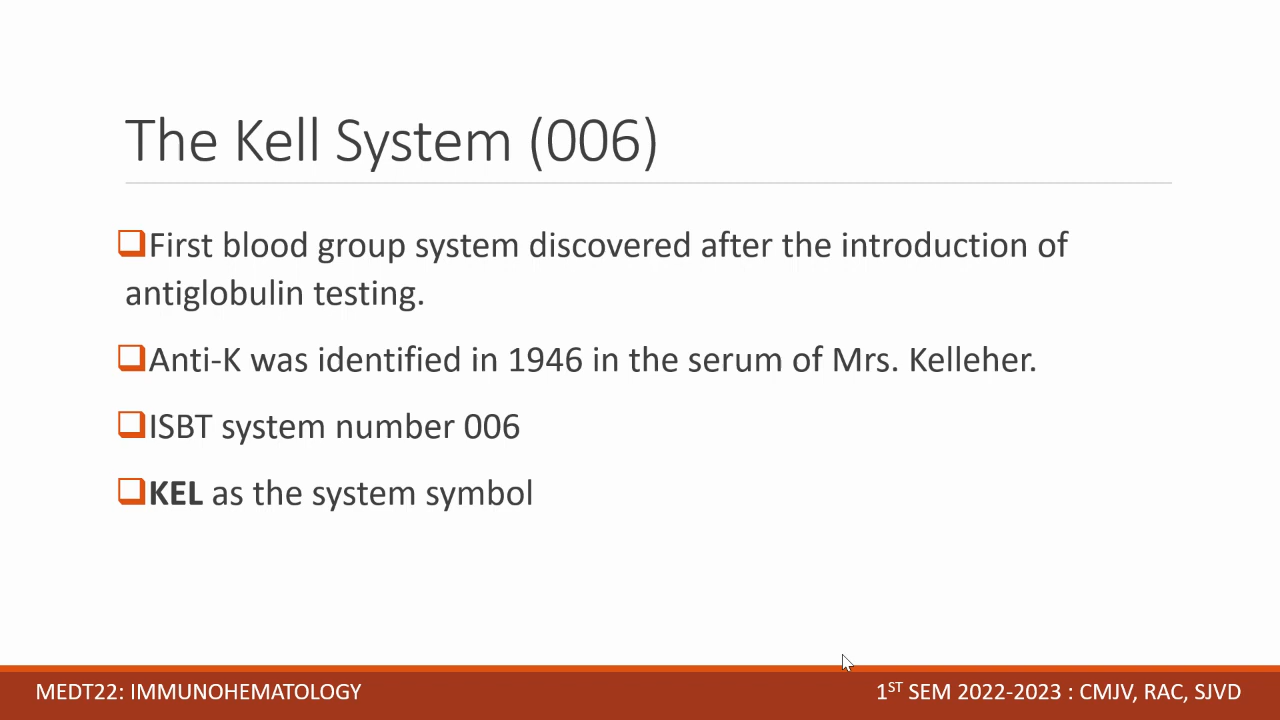 The Kell System (006)
First blood group system discovered after the introduction of
antiglobulin testing.
Anti-K was identified in 1946 in the serum of Mrs. Kelleher.
ISBT system number 006
KEL as the system symbol
MEDT22: IMMUNOHEMATOLOGY
1ST SEM 2022-2023 : CMJV, RAC, SJVD